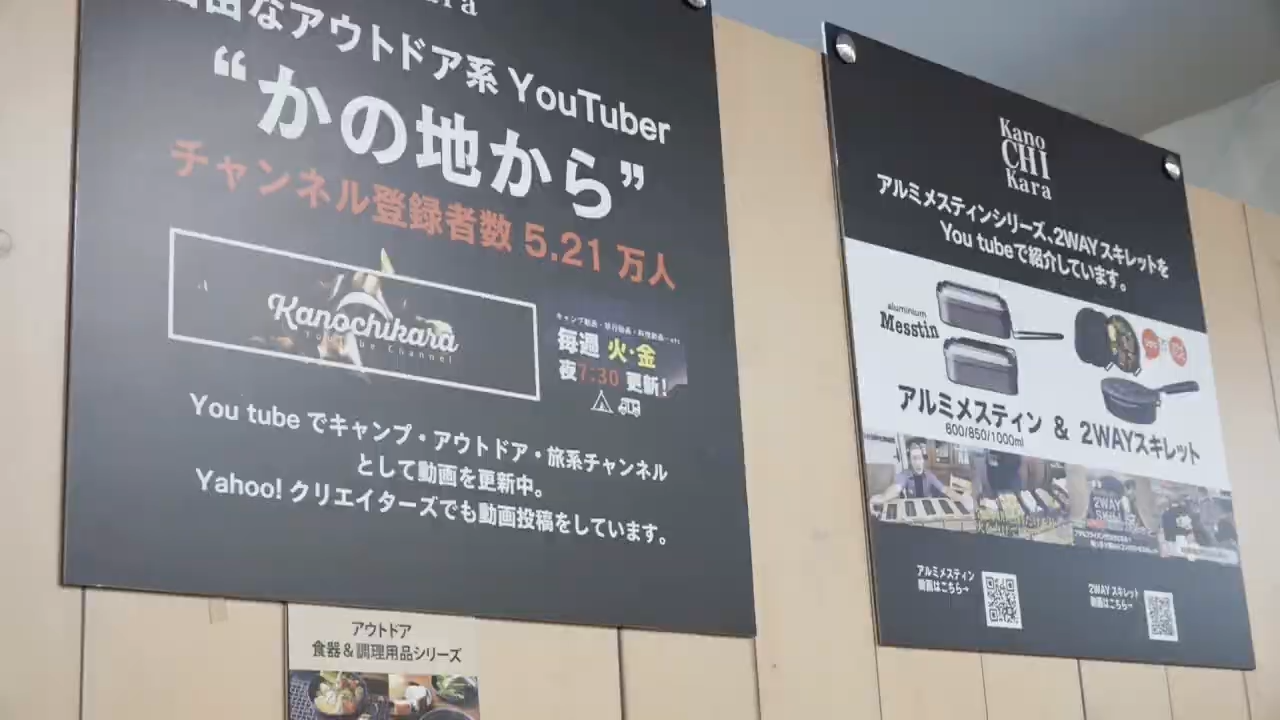 なアウトドア系 YouTuber
“かの地から”
チャンネル登録者数 5.21 万人
Kanochikara
YouTube Channel
毎週 火・金
夜7:30 更新!
You tube でキャンプ・アウトドア・旅系チャンネル
として動画を更新中。
Yahoo! クリエイターズでも動画投稿をしています。
アウトドア
食器&調理用品シリーズ
Kano
CHI
Kara
アルミメスティンシリーズ、2WAY スキレットを
You tubeで紹介しています。
aluminium
Messtin
アルミメスティン & 2WAYスキレット
600/850/1000ml
2WAY
アルミメスティン
動画はこちら→
2WAY スキレット
動画はこちら→